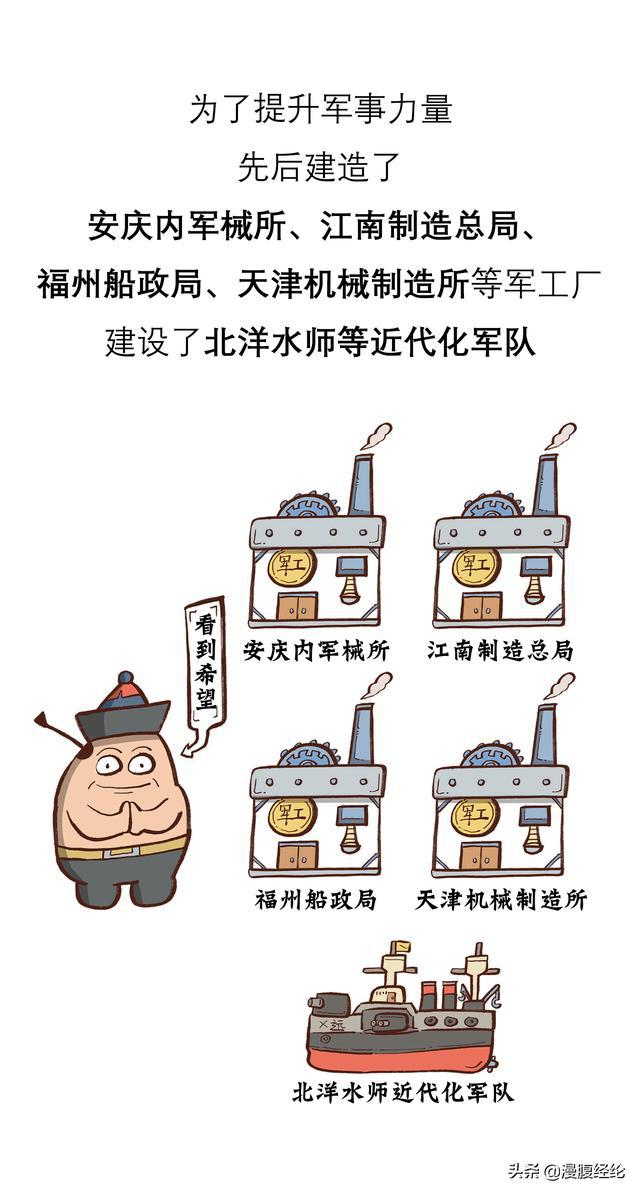 为了提升军事力量
先后建造了
安庆内军械所、江南制造总局、
福州船政局、天津机械制造所等军工厂
建设了北洋水师等近代化军队
军工
军工
看到希望
安庆内军械所
江南制造总局
军工
军工
福州船政局
天津机械制造所
X远
北洋水师近代化军队
头条 @漫腹经纶